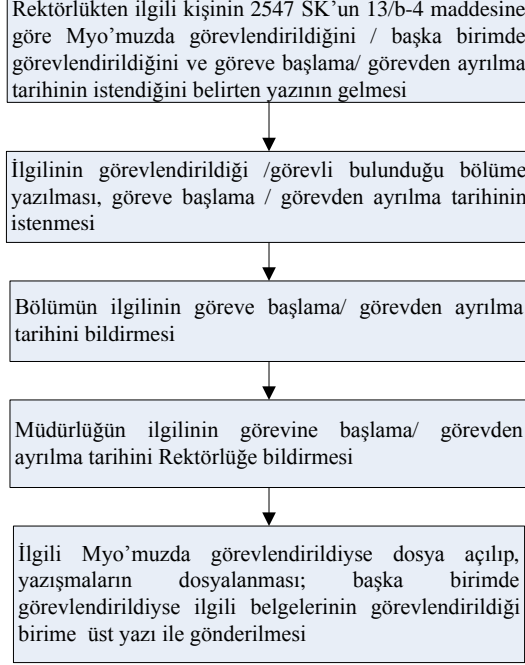 Rektörlükten ilgili kişinin 2547 SK’un 13/b-4 maddesine
göre Myo’muzda görevlendirildiğini / başka birimde
görevlendirildiğini ve göreve başlama/ görevden ayrılma
tarihinin istendiğini belirten yazının gelmesi
İlgilinin görevlendirildiği /görevli bulunduğu bölüme
yazılması, göreve başlama / görevden ayrılma tarihinin
istenmesi
Bölümün ilgilinin göreve başlama/ görevden ayrılma
tarihini bildirmesi
Müdürlüğün ilgilinin görevine başlama/ görevden
ayrılma tarihini Rektörlüğe bildirmesi
İlgili Myo’muzda görevlendirildiyse dosya açılıp,
yazışmaların dosyalanması; başka birimde
görevlendirildiyse ilgili belgelerinin görevlendirildiği
birime üst yazı ile gönderilmesi